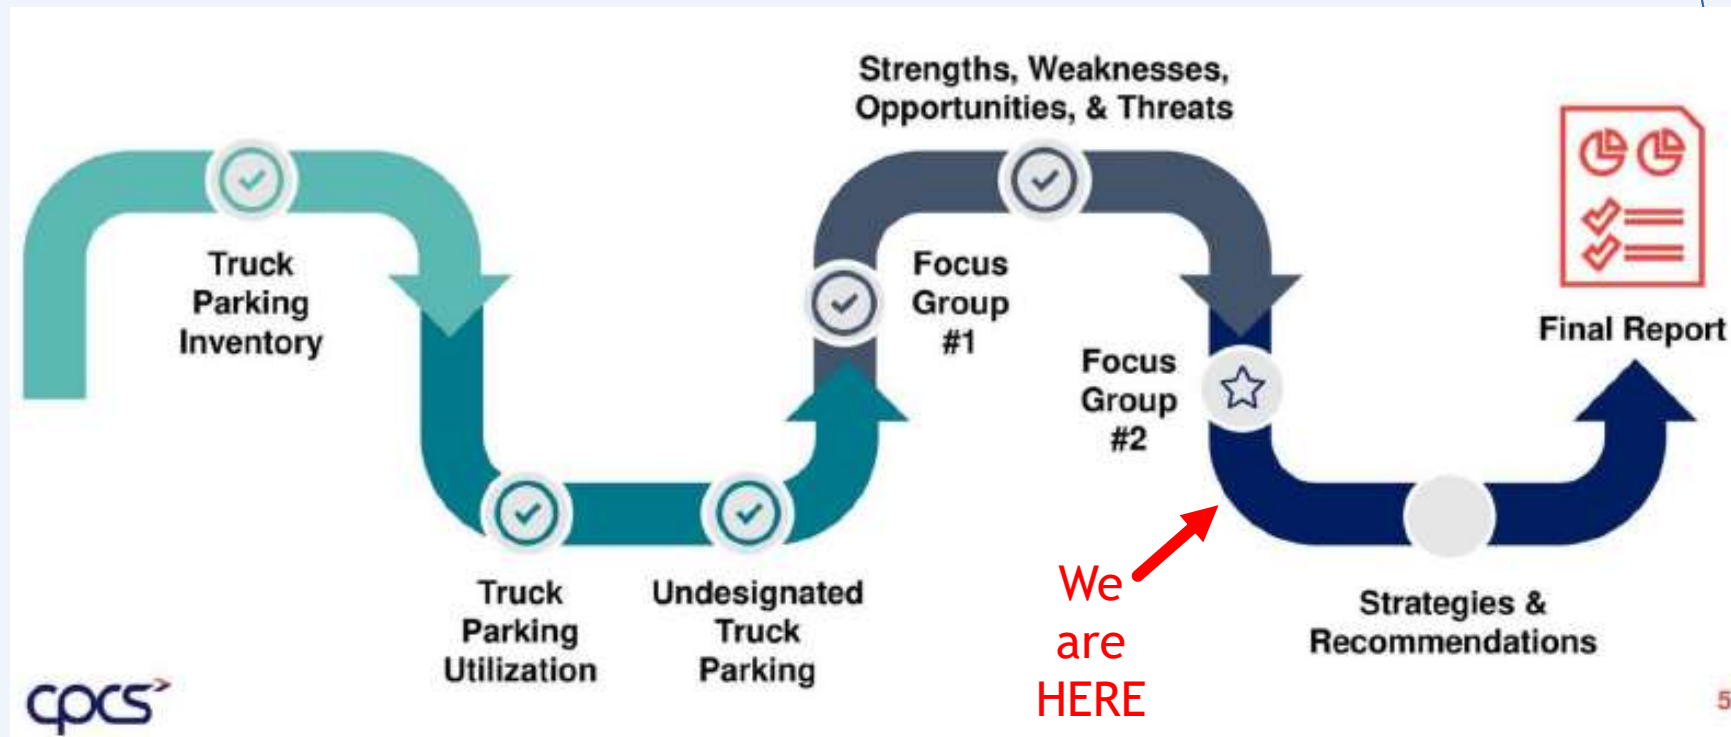 Strengths, Weaknesses,
Opportunities, & Threats
Truck
Parking
Inventory
Focus
Group
#1
Final Report
Focus
Group
#2
Truck
Parking
Utilization
Undesignated
Truck
Parking
We
are
HERE
Strategies &
Recommendations
cpcs
5